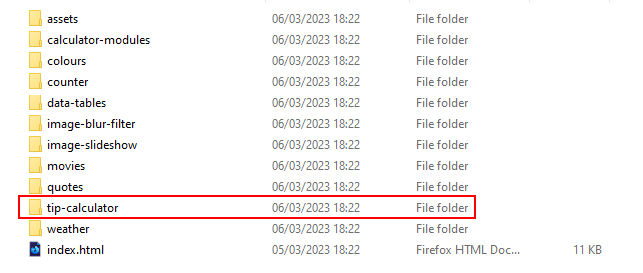 assets 06/03/2023 18:22 File folder
calculator-modules 06/03/2023 18:22 File folder
colours 06/03/2023 18:22 File folder
counter 06/03/2023 18:22 File folder
data-tables 06/03/2023 18:22 File folder
image-blur-filter 06/03/2023 18:22 File folder
image-slideshow 06/03/2023 18:22 File folder
movies 06/03/2023 18:22 File folder
quotes 06/03/2023 18:22 File folder
tip-calculator 06/03/2023 18:22 File folder
weather 06/03/2023 18:22 File folder
index.html 05/03/2023 18:22 Firefox HTML Doc... 11 KB